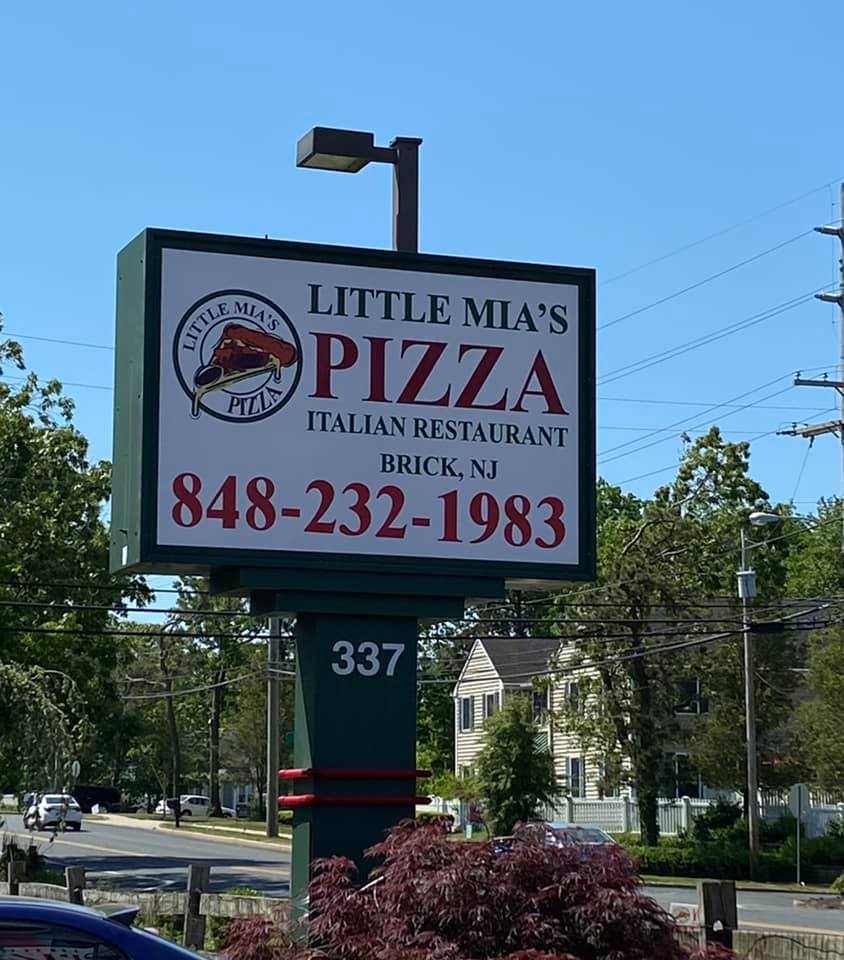 LITTLE MIA'S
PIZZA
LITTLE MIA'S
PIZZA
ITALIAN RESTAURANT
BRICK, NJ
848-232-1983
337